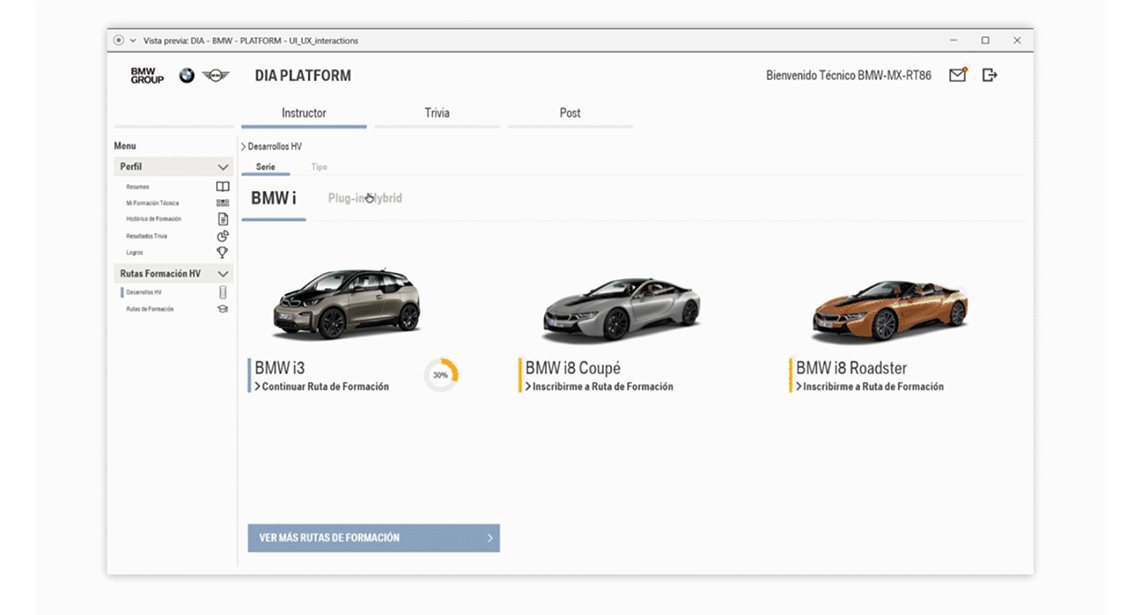 Vista previa: DIA - BMW - PLATFORM - UI_UX_interactions
BMW GROUP
DIA PLATFORM
Bienvenido Técnico BMW-MX-RT86
Instructor
Trivia
Post
Menu
Perfil
Resumen
Mi Formación Técnica
Histórico de Formación
Resultados Trivia
Logros
Rutas Formación HV
Desarrollos HV
Rutas de Formación
Desarrollos HV
Serie
Tipo
BMW i
Plug-in Hybrid
BMW i3
Continuar Ruta de Formación
30%
BMW i8 Coupé
Inscribirme a Ruta de Formación
BMW i8 Roadster
Inscribirme a Ruta de Formación
VER MÁS RUTAS DE FORMACIÓN